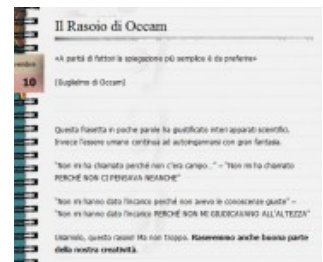 Il Rasoio di Occam
«A parità di fattori la spiegazione più semplice è da preferire»
embre
10
[Guglielmo di Occam]
Questa frasetta in poche parole ha giustificato interi apparati scientifici.
Invece l'essere umano continua ad autoingannarsi con gran fantasia.
"Non mi ha chiamato perché non c'era campo.." – "Non mi ha chiamato
PERCHÉ NON CI PENSAVA NEANCHE"
"Non mi hanno dato l'incarico perché non avevo le conoscenze giuste" –
"Non mi hanno dato l'incarico PERCHÉ NON MI GIUDICAVANO ALL'ALTEZZA"
Usiamolo, questo rasoio! Ma non troppo. Raseremmo anche buona parte
della nostra creatività.